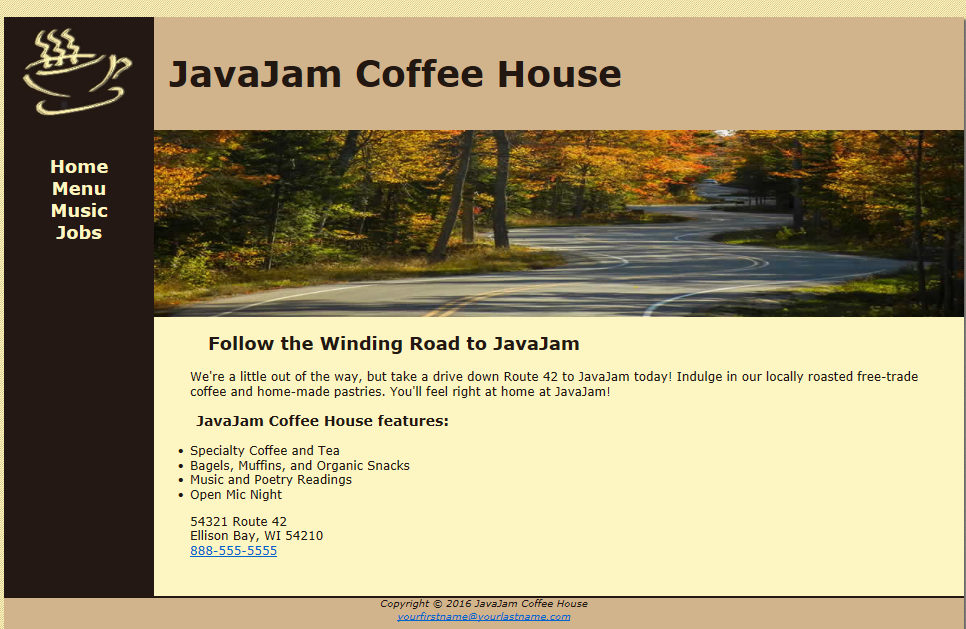 JavaJam Coffee House
Home
Menu
Music
Jobs
Follow the Winding Road to JavaJam
We're a little out of the way, but take a drive down Route 42 to JavaJam today! Indulge in our locally roasted free-trade
coffee and home-made pastries. You'll feel right at home at JavaJam!
JavaJam Coffee House features:
• Specialty Coffee and Tea
• Bagels, Muffins, and Organic Snacks
• Music and Poetry Readings
• Open Mic Night
54321 Route 42
Ellison Bay, WI 54210
888-555-5555
Copyright © 2016 JavaJam Coffee House
yourfirstname@yourlastname.com